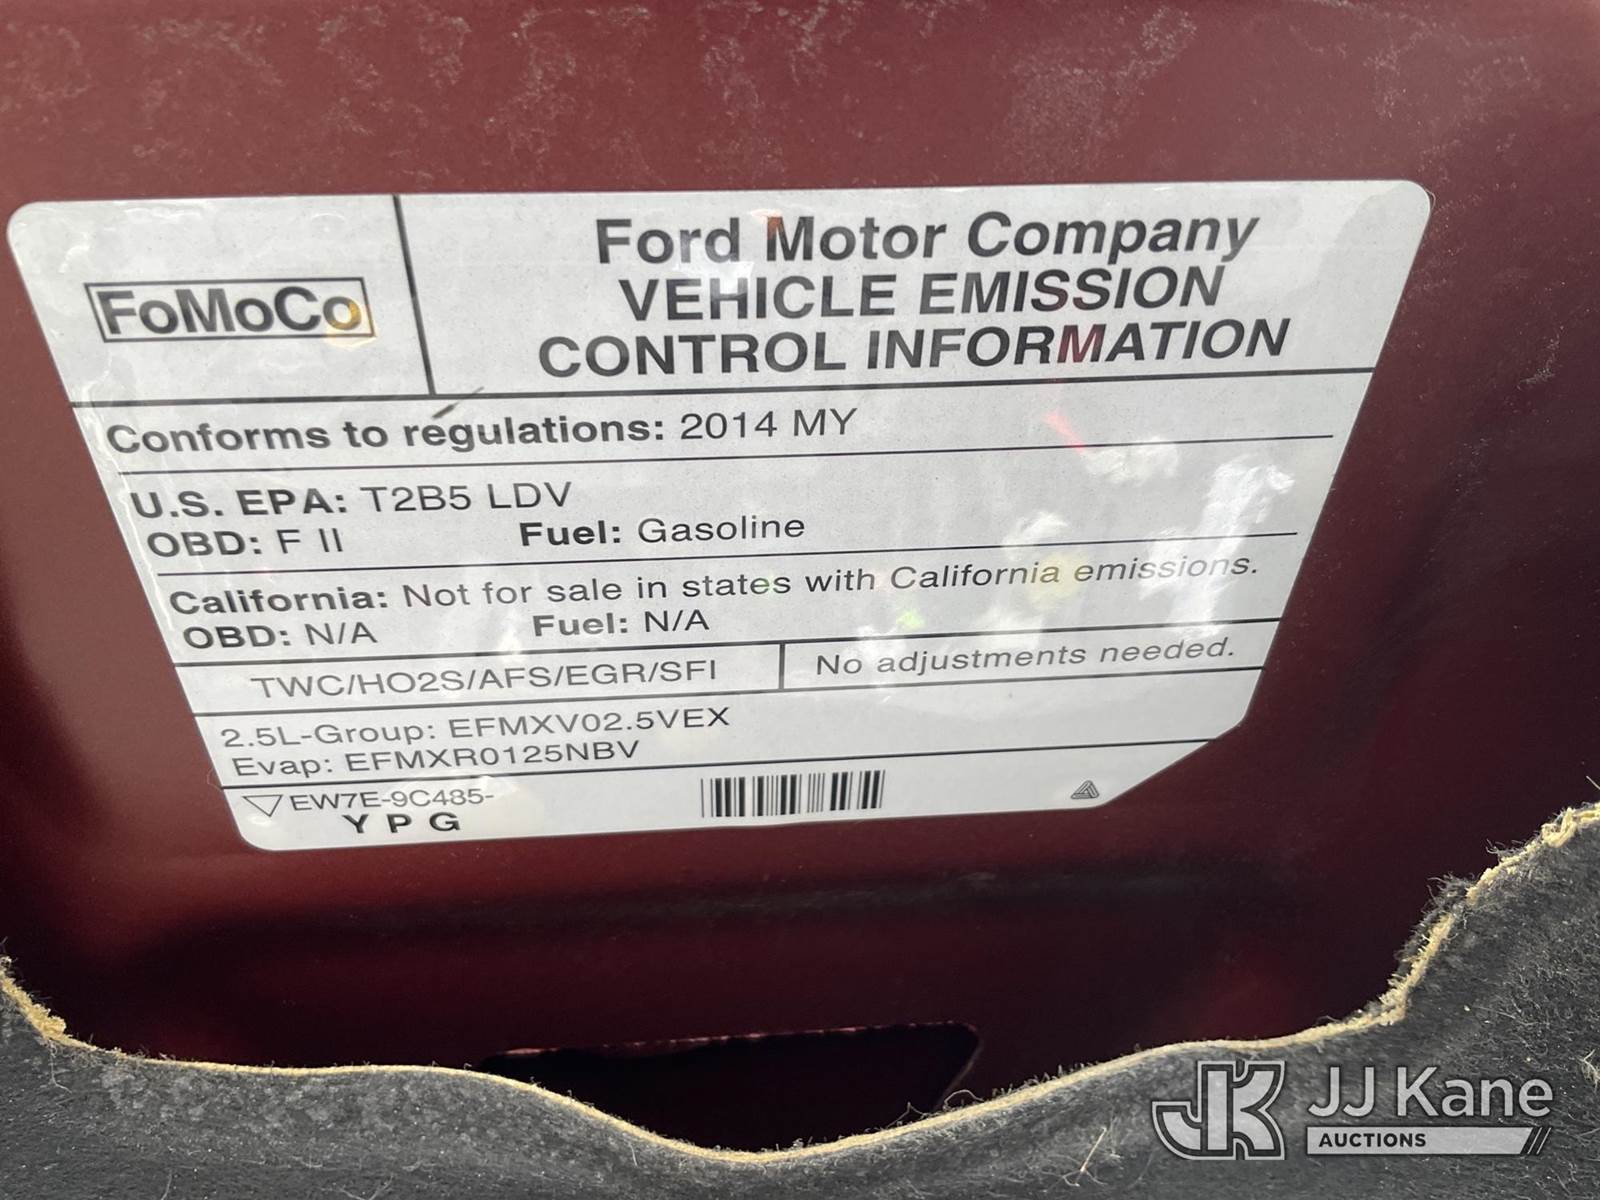 FoMoCo
Ford Motor Company
VEHICLE EMISSION
CONTROL INFORMATION
Conforms to regulations: 2014 MY
U.S. EPA: T2B5 LDV
OBD: F II Fuel: Gasoline
California: Not for sale in states with California emissions.
OBD: N/A Fuel: N/A
TWC/HO2S/AFS/EGR/SFI No adjustments needed.
2.5L-Group: EFMXV02.5VEX
Evap: EFMXR0125NBV
EW7E-9C485-
Y P G
JK JJ Kane
AUCTIONS